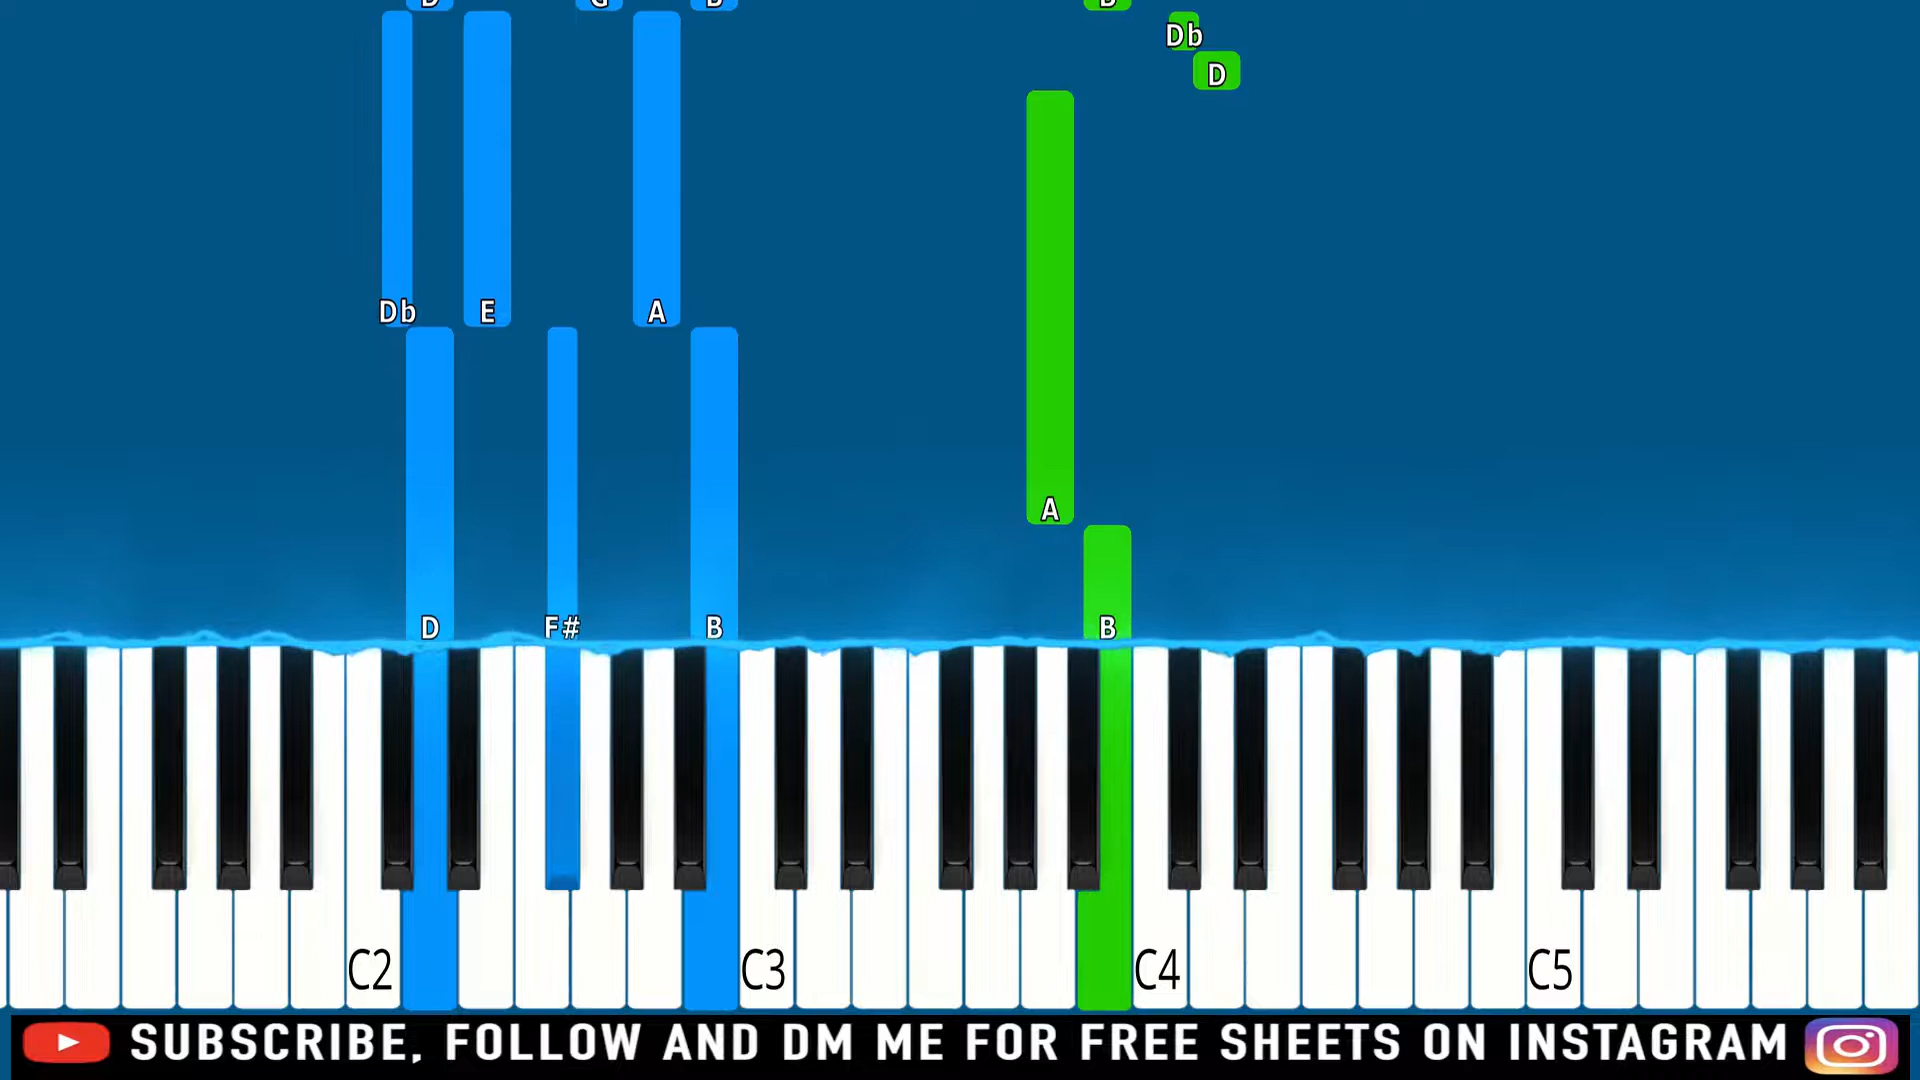 D G B B
Db
D
Db E A
A
D F# B B
C2 C3 C4 C5
SUBSCRIBE, FOLLOW AND DM ME FOR FREE SHEETS ON INSTAGRAM